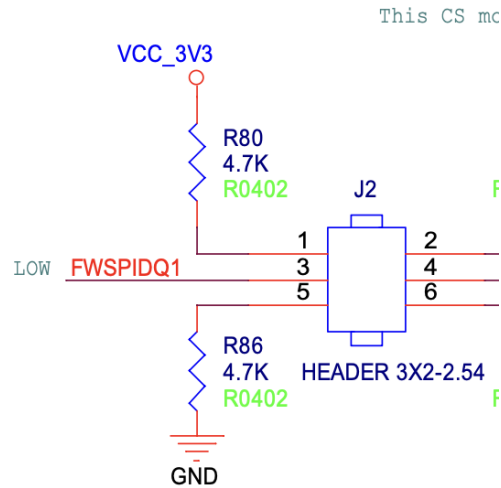 This CS mo
VCC_3V3
R80
4.7K
R0402
J2
1 2
LOW FWSPIDQ1 3 4
5 6
R86
4.7K HEADER 3X2-2.54
R0402
GND